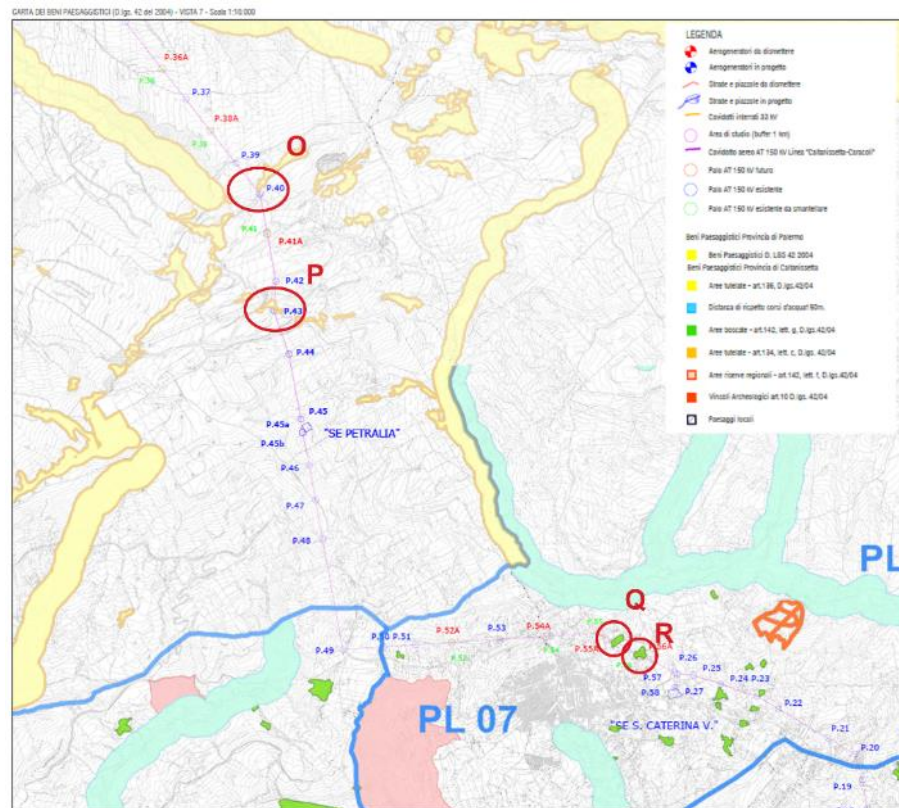 CARTA DEI BENI PAESAGGISTICI (D.lgs. 42 del 2004) - VISTA 7 - Scala 1:10.000
LEGENDA
Aerogeneratori da dismettere
Aerogeneratori in progetto
Strade e piazzole da dismettere
Strade e piazzole in progetto
Cavidotti interrati 33 kV
Area di studio (buffer 1 km)
Cavidotto aereo AT 150 kV Linea "Caltanissetta-Caracoli"
Palo AT 150 kV futuro
Palo AT 150 kV esistente
Palo AT 150 kV esistente da smantellare
Beni Paesaggistici Provincia di Palermo
Beni Paesaggistici D. LGS 42 2004
Beni Paesaggistici Provincia di Caltanissetta
Aree tutelate - art.136, D.lgs.42/04
Distanza di rispetto corsi d'acqua150m.
Aree boscate - art.142, lett. g, D.lgs.42/04
Aree tutelate - art.134, lett. c, D.lgs. 42/04
Aree riserve regionali - art.142, lett. f, D.lgs.42/04
Vincoli Archeologici art.10 D.lgs. 42/04
Paesaggi locali
P.36A
P.37
P.38A
P.39
O
P.40
P.41
P.41A
P
P.42
P.43
P.44
P.45
P.45a
P.45b
"SE PETRALIA"
P.46
P.47
P.48
PL
Q
R
P.49
P.50
P.51
P.52A
P.53
P.54A
P.55A
P.56A
P.26
P.25
P.57
P.24
P.23
P.58
P.27
P.22
PL 07
"SE S. CATERINA V."
P.21
P.20
P.19